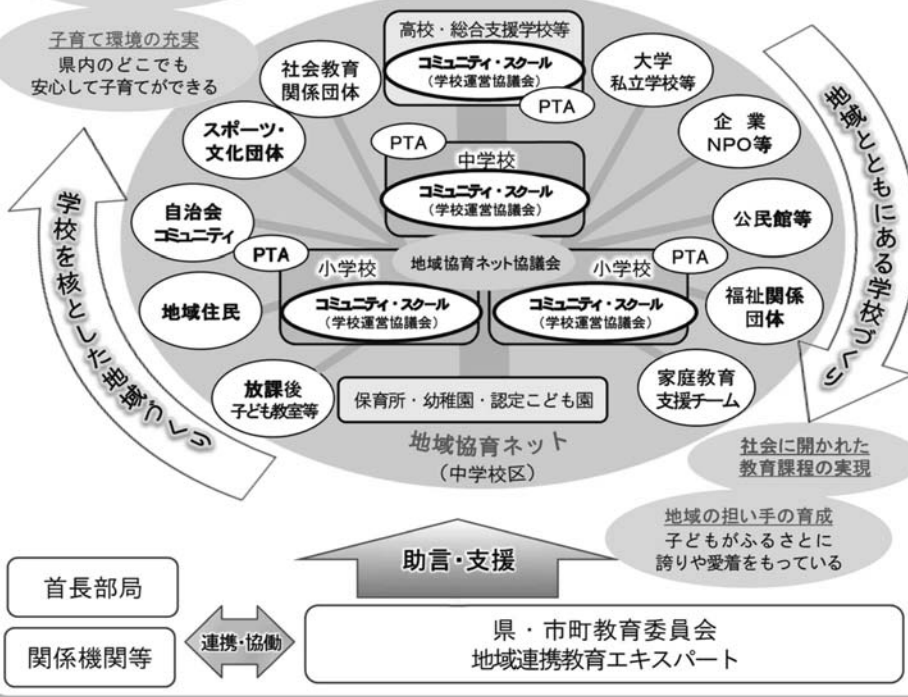 高校・総合支援学校等
コミュニティ・スクール
(学校運営協議会)
PTA
子育て環境の充実
県内のどこでも
安心して子育てができる
社会教育
関係団体
大学
私立学校等
スポーツ・
文化団体
企業
NPO等
PTA
中学校
コミュニティ・スクール
(学校運営協議会)
自治会
コミュニティ
公民館等
PTA
小学校
コミュニティ・スクール
(学校運営協議会)
地域協育ネット協議会
小学校
PTA
コミュニティ・スクール
(学校運営協議会)
地域住民
福祉関係
団体
放課後
子ども教室等
保育所・幼稚園・認定こども園
家庭教育
支援チーム
地域協育ネット
(中学校区)
学校を核とした地域づくり
地域とともにある学校づくり
社会に開かれた
教育課程の実現
地域の担い手の育成
子どもがふるさとに
誇りや愛着をもっている
助言・支援
首長部局
関係機関等
連携・協働
県・市町教育委員会
地域連携教育エキスパート